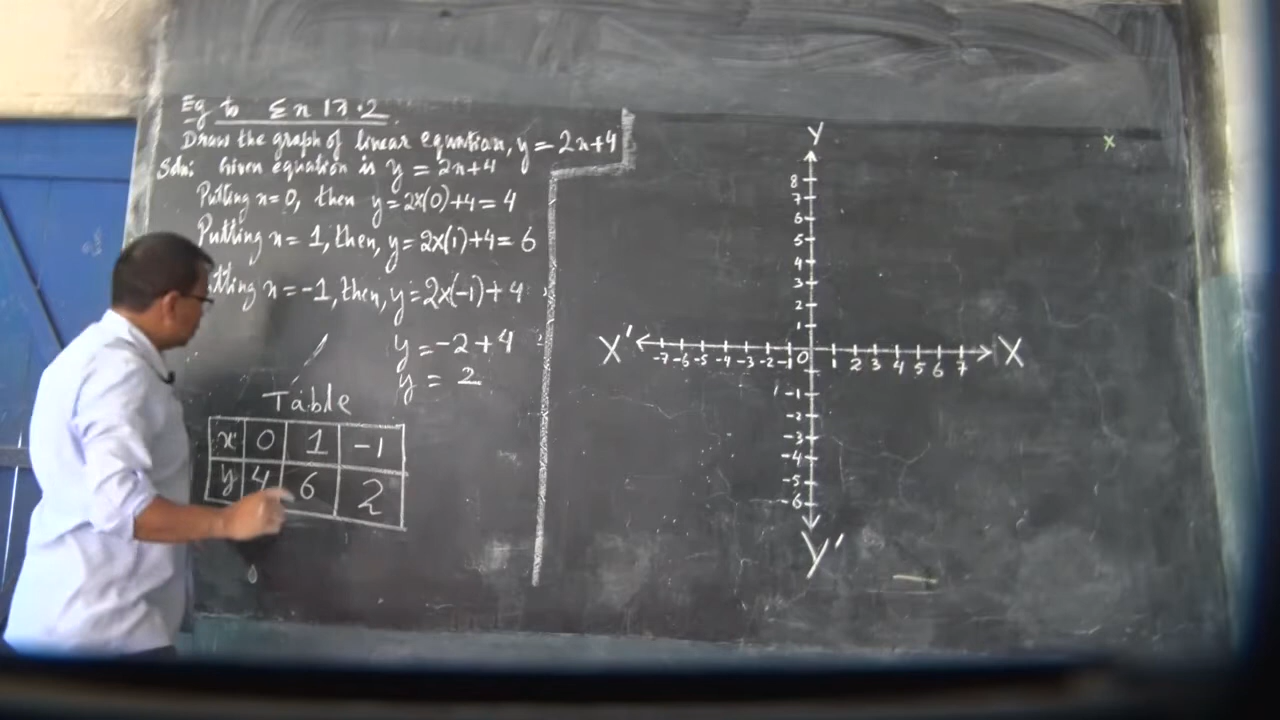 Eg to Ex 13.2
Draw the graph of linear equation, y = 2x+4
Soln: Given equation is y = 2x+4
Putting x=0, then y=2x(0)+4=4
Putting x=1, then, y=2x(1)+4=6
tting x=-1, then, y=2x(-1)+4
y=-2+4
y = 2
Table
x 0 1 -1
y 4 6 2
Y
8
7
6
5
4
3
2
1
X' -7 -6 -5 -4 -3 -2 -1 0 1 2 3 4 5 6 7 X
-1
-2
-3
-4
-5
-6
Y'
x